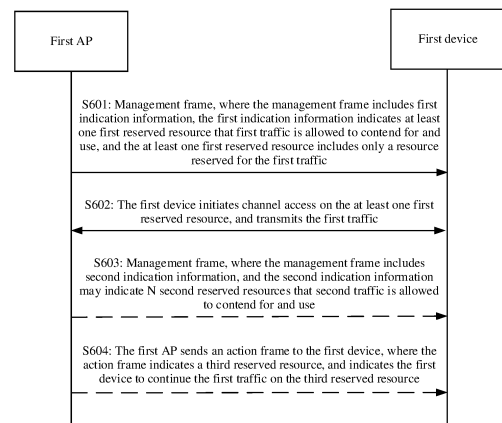 First AP
First device
S601: Management frame, where the management frame includes first
indication information, the first indication information indicates at least
one first reserved resource that first traffic is allowed to contend for and
use, and the at least one first reserved resource includes only a resource
reserved for the first traffic
S602: The first device initiates channel access on the at least one first
reserved resource, and transmits the first traffic
S603: Management frame, where the management frame includes
second indication information, and the second indication information
may indicate N second reserved resources that second traffic is allowed
to contend for and use
S604: The first AP sends an action frame to the first device, where the
action frame indicates a third reserved resource, and indicates the first
device to continue the first traffic on the third reserved resource